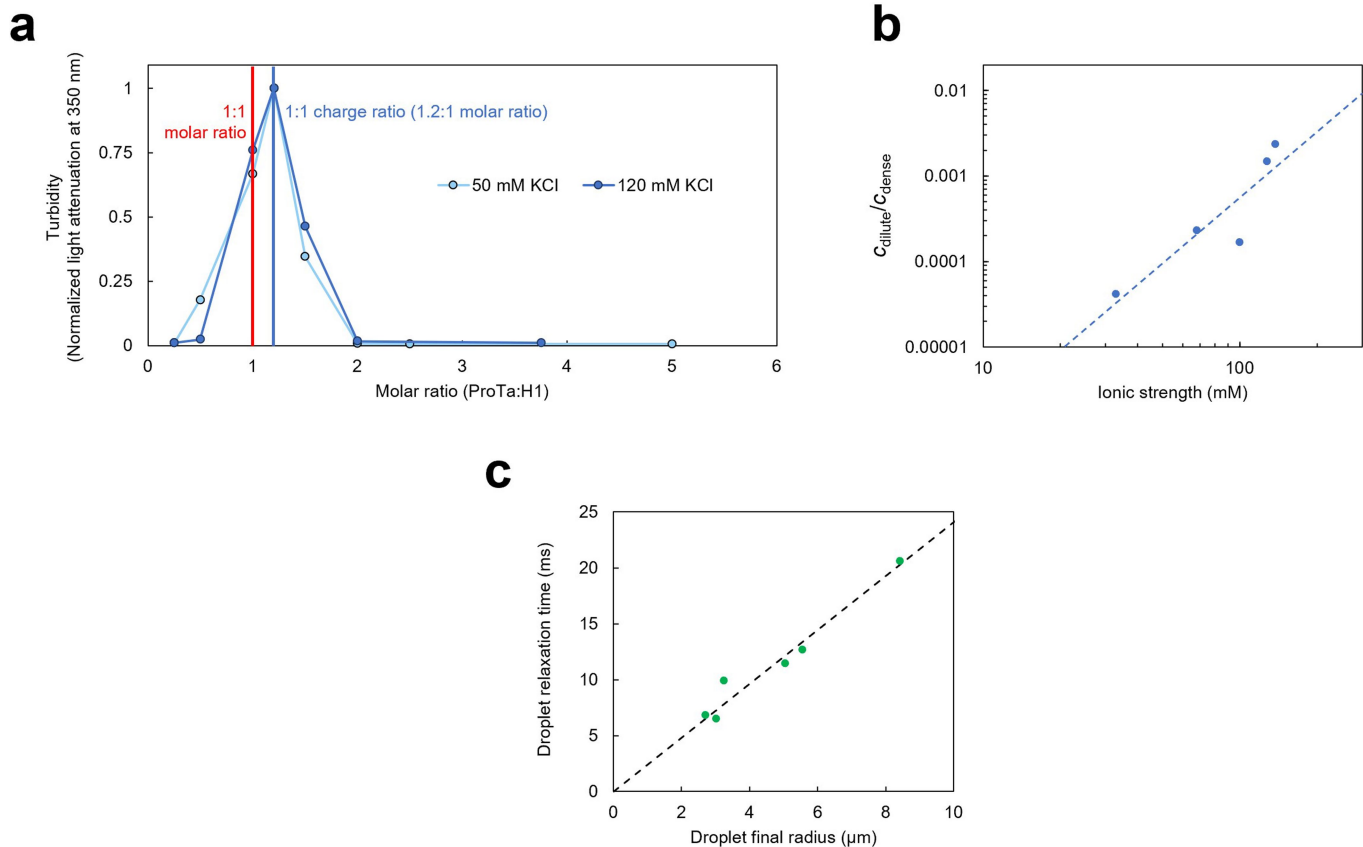 a
Turbidity
(Normalized light attenuation at 350 nm)
1
0.75
0.5
0.25
0
1:1
molar ratio
1:1 charge ratio (1.2:1 molar ratio)
50 mM KCl
120 mM KCl
0 1 2 3 4 5 6
Molar ratio (ProTa:H1)
b
cdilute/cdense
0.01
0.001
0.0001
0.00001
10 100
Ionic strength (mM)
c
Droplet relaxation time (ms)
25
20
15
10
5
0
0 2 4 6 8 10
Droplet final radius (µm)